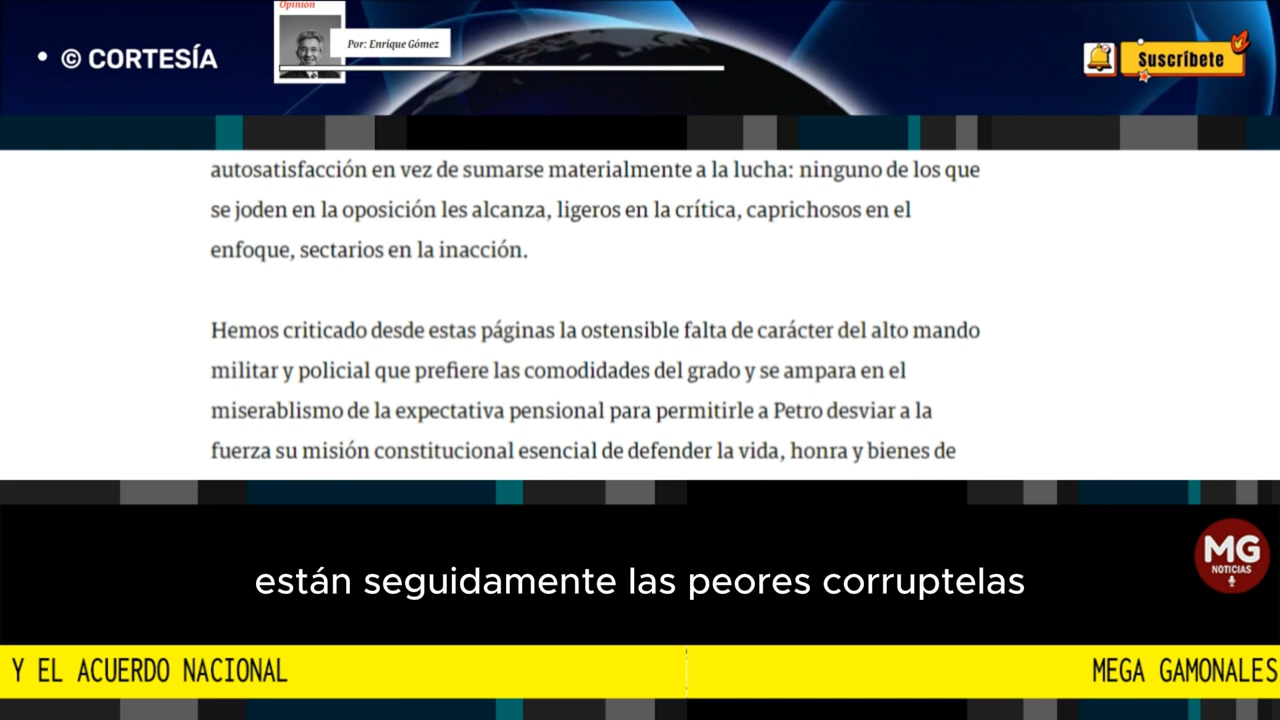 Opinión
• © CORTESÍA
Por: Enrique Gómez
Suscríbete
autosatisfacción en vez de sumarse materialmente a la lucha: ninguno de los que
se joden en la oposición les alcanza, ligeros en la crítica, caprichosos en el
enfoque, sectarios en la inacción.
Hemos criticado desde estas páginas la ostensible falta de carácter del alto mando
militar y policial que prefiere las comodidades del grado y se ampara en el
miserablismo de la expectativa pensional para permitirle a Petro desviar a la
fuerza su misión constitucional esencial de defender la vida, honra y bienes de
MG
NOTICIAS
están seguidamente las peores corruptelas
Y EL ACUERDO NACIONAL
MEGA GAMONALES